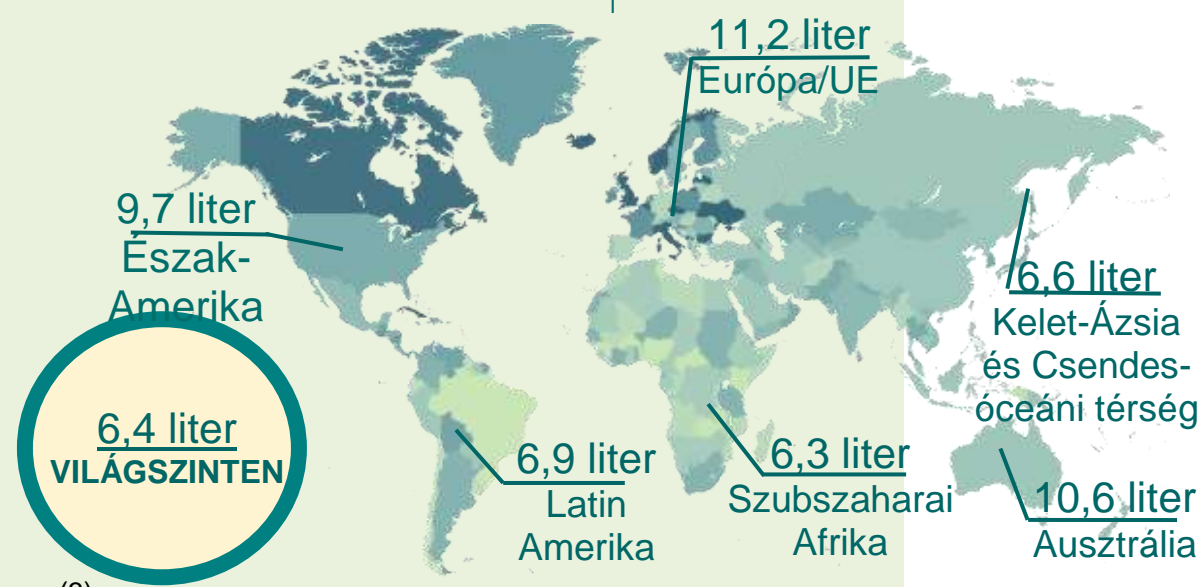 11,2 liter
Európa/UE
9,7 liter
Észak-
Amerika
6,6 liter
Kelet-Ázsia
és Csendes-
óceáni térség
6,4 liter
VILÁGSZINTEN
6,9 liter
Latin
Amerika
6,3 liter
Szubszaharai
Afrika
10,6 liter
Ausztrália